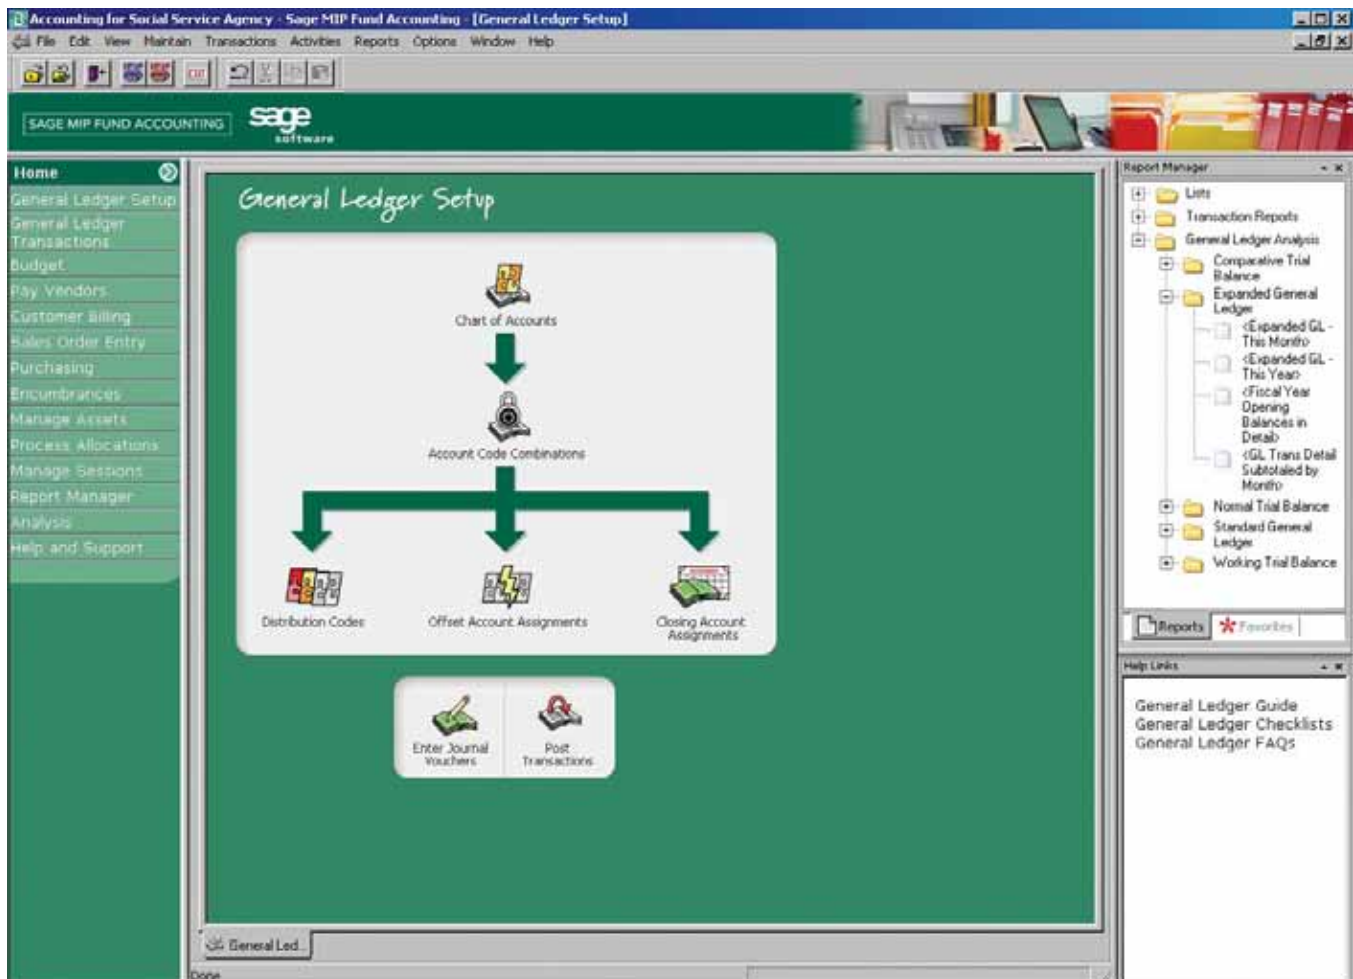 Accounting for Social Service Agency - Sage MIP Fund Accounting - [General Ledger Setup]
File Edit View Maintain Transactions Activities Reports Options Window Help
SAGE MIP FUND ACCOUNTING
sage
software
Home
General Ledger Setup
General Ledger
Transactions
Budget
Pay Vendors
Customer Billing
Sales Order Entry
Purchasing
Encumbrances
Manage Assets
Process Allocations
Manage Sessions
Report Manager
Analysis
Help and Support
General Ledger Setup
Chart of Accounts
Account Code Combinations
Distribution Codes
Offset Account Assignments
Closing Account
Assignments
Enter Journal
Vouchers
Post
Transactions
General Led...
Done
Report Manager
Lists
Transaction Reports
General Ledger Analysis
Comparative Trial
Balance
Expanded General
Ledger
<Expanded GL -
This Month>
<Expanded GL -
This Year>
<Fiscal Year
Opening
Balances in
Detail>
<GL Trans Detail
Subtotaled by
Month>
Normal Trial Balance
Standard General
Ledger
Working Trial Balance
Reports
Favorites
Help Links
General Ledger Guide
General Ledger Checklists
General Ledger FAQs